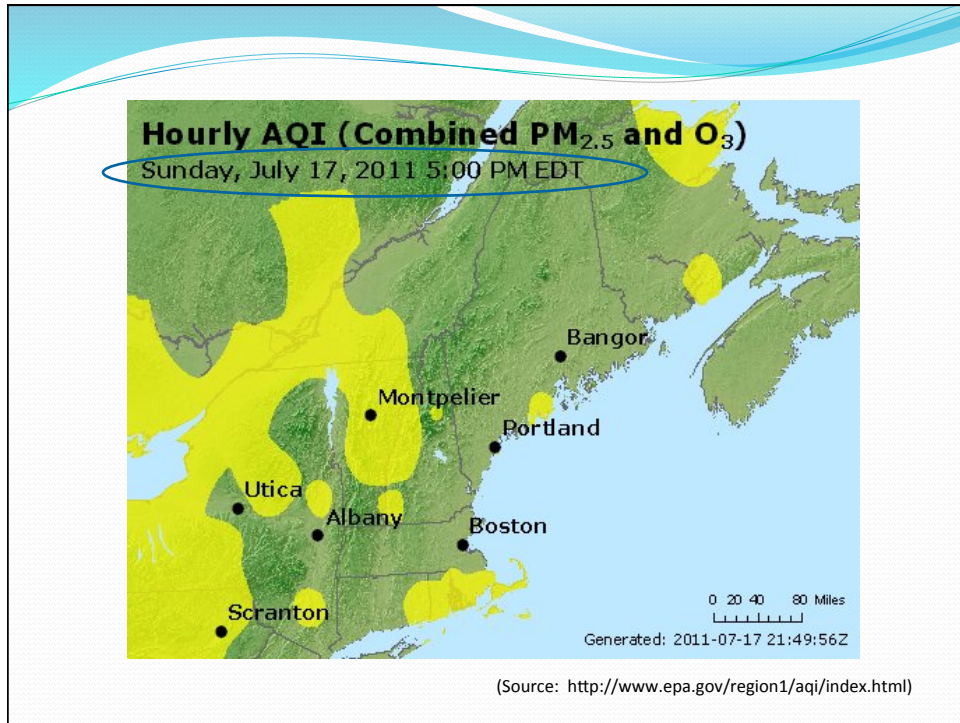 Hourly AQI (Combined PM2.5 and O3)
Sunday, July 17, 2011 5:00 PM EDT
Bangor
Montpelier
Portland
Utica
Albany
Boston
Scranton
0 20 40 80 Miles
Generated: 2011-07-17 21:49:56Z
(Source: http://www.epa.gov/region1/aqi/index.html)